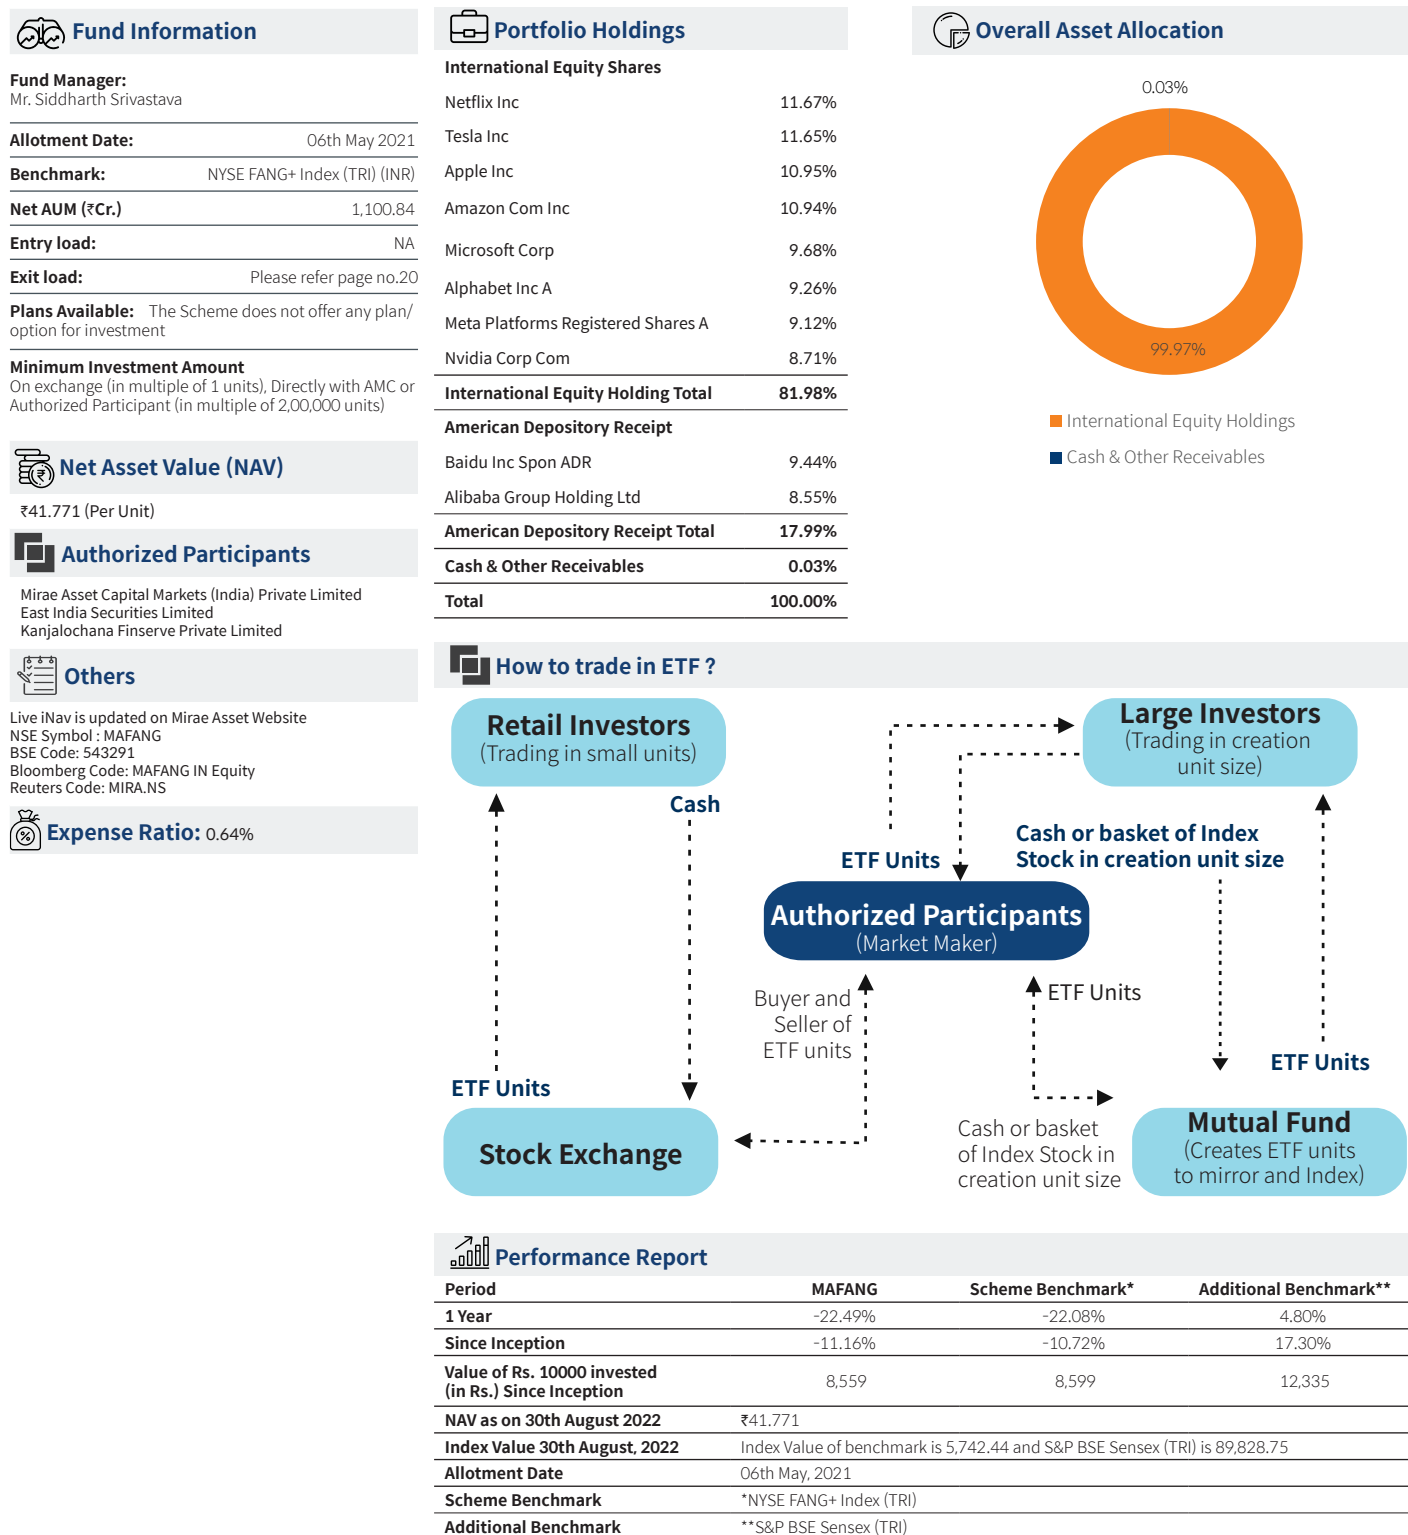 Fund Information
Fund Manager:
Mr. Siddharth Srivastava
Allotment Date: 06th May 2021
Benchmark: NYSE FANG+ Index (TRI) (INR)
Net AUM (₹Cr.) 1,100.84
Entry load: NA
Exit load: Please refer page no.20
Plans Available: The Scheme does not offer any plan/
option for investment
Minimum Investment Amount
On exchange (in multiple of 1 units), Directly with AMC or
Authorized Participant (in multiple of 2,00,000 units)
Net Asset Value (NAV)
₹41.771 (Per Unit)
Authorized Participants
Mirae Asset Capital Markets (India) Private Limited
East India Securities Limited
Kanjalochana Finserve Private Limited
Others
Live iNav is updated on Mirae Asset Website
NSE Symbol : MAFANG
BSE Code: 543291
Bloomberg Code: MAFANG IN Equity
Reuters Code: MIRA.NS
Expense Ratio: 0.64%
Portfolio Holdings
International Equity Shares
Netflix Inc 11.67%
Tesla Inc 11.65%
Apple Inc 10.95%
Amazon Com Inc 10.94%
Microsoft Corp 9.68%
Alphabet Inc A 9.26%
Meta Platforms Registered Shares A 9.12%
Nvidia Corp Com 8.71%
International Equity Holding Total 81.98%
American Depository Receipt
Baidu Inc Spon ADR 9.44%
Alibaba Group Holding Ltd 8.55%
American Depository Receipt Total 17.99%
Cash & Other Receivables 0.03%
Total 100.00%
Overall Asset Allocation
0.03%
99.97%
International Equity Holdings
Cash & Other Receivables
How to trade in ETF ?
Retail Investors
(Trading in small units)
Large Investors
(Trading in creation
unit size)
Cash
Cash or basket of Index
Stock in creation unit size
ETF Units
Authorized Participants
(Market Maker)
Buyer and
Seller of
ETF units
ETF Units
ETF Units
ETF Units
Stock Exchange
Cash or basket
of Index Stock in
creation unit size
Mutual Fund
(Creates ETF units
to mirror and Index)
Performance Report
Period MAFANG Scheme Benchmark* Additional Benchmark**
1 Year -22.49% -22.08% 4.80%
Since Inception -11.16% -10.72% 17.30%
Value of Rs. 10000 invested
(in Rs.) Since Inception 8,559 8,599 12,335
NAV as on 30th August 2022 ₹41.771
Index Value 30th August, 2022 Index Value of benchmark is 5,742.44 and S&P BSE Sensex (TRI) is 89,828.75
Allotment Date 06th May, 2021
Scheme Benchmark *NYSE FANG+ Index (TRI)
Additional Benchmark **S&P BSE Sensex (TRI)